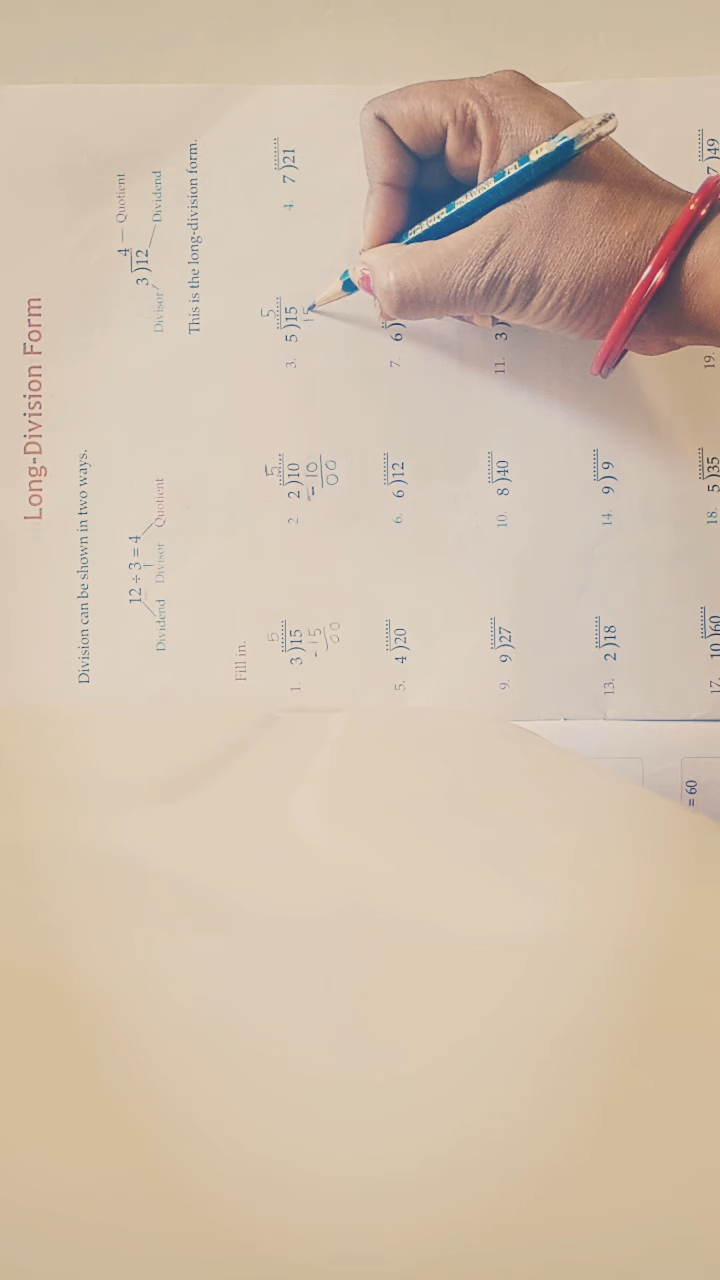 Long-Division Form
Division can be shown in two ways.
12 ÷ 3 = 4
Dividend Divisor Quotient
4 — Quotient
3 )12
Divisor Dividend
This is the long-division form.
Fill in.
5 5 5
1. 3 )15 2 2 )10 3. 5 )15 4. 7 )21
- 15 - 10 15
00 00
5. 4 )20 6. 6 )12 7. 6 )
9. 9 )27 10. 8 )40 11. 3 )
13. 2 )18 14. 9 )9
17. 10 )60 18. 5 )35 19. 7 )49
= 60